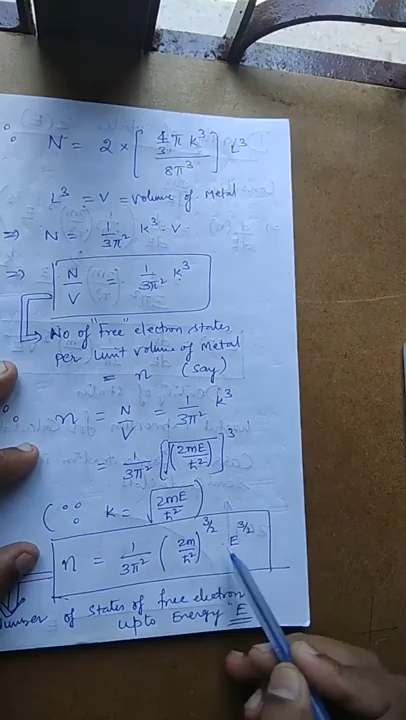 ∴ N = 2 × [ (4/3 π k³) / 8π³ ] L³
L³ = V = Volume of Metal
⇒ N = 1/3π² k³ · V
⇒ N/V = 1/3π² k³
→ No of "Free" electron states
per Unit Volume of Metal
= n (say)
∴ n = N/V = 1/3π² k³
= 1/3π² [√(2mE/ħ²)]³
(∵ k = √(2mE/ħ²))
n = 1/3π² (2m/ħ²)^3/2 · E^3/2
Number of States of free electron
upto Energy "E